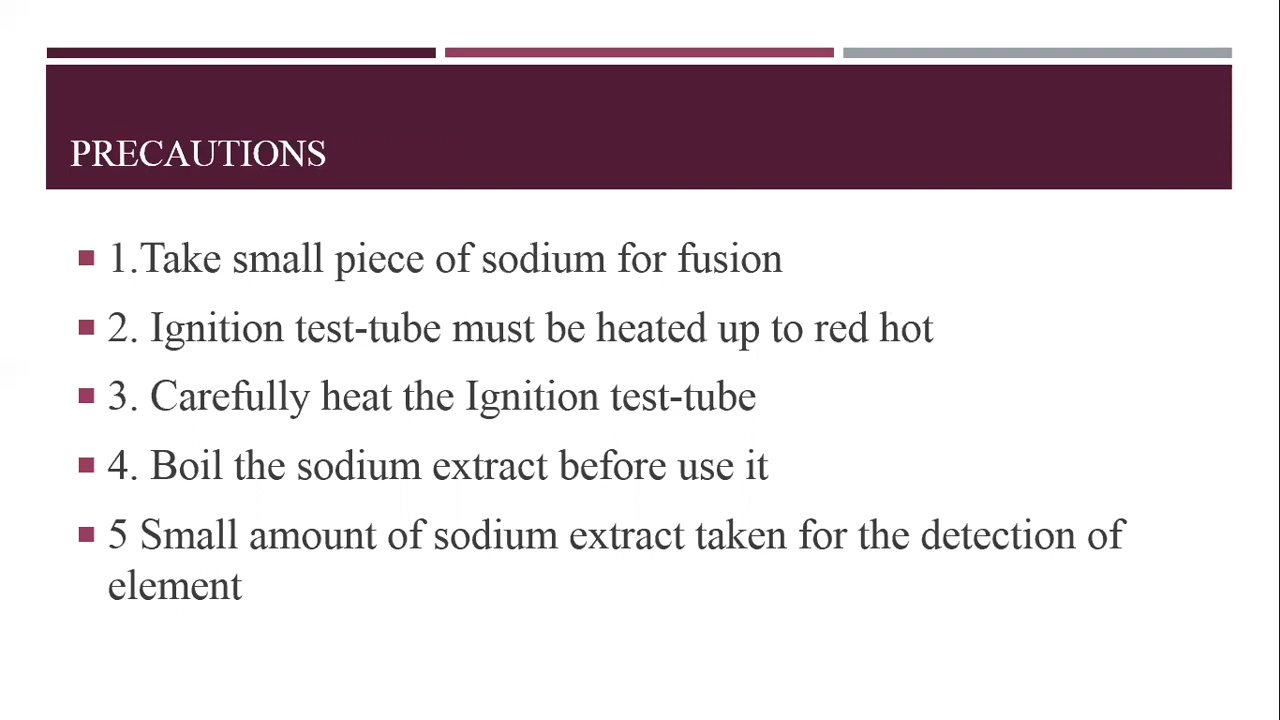 PRECAUTIONS
1.Take small piece of sodium for fusion
2. Ignition test-tube must be heated up to red hot
3. Carefully heat the Ignition test-tube
4. Boil the sodium extract before use it
5 Small amount of sodium extract taken for the detection of
element